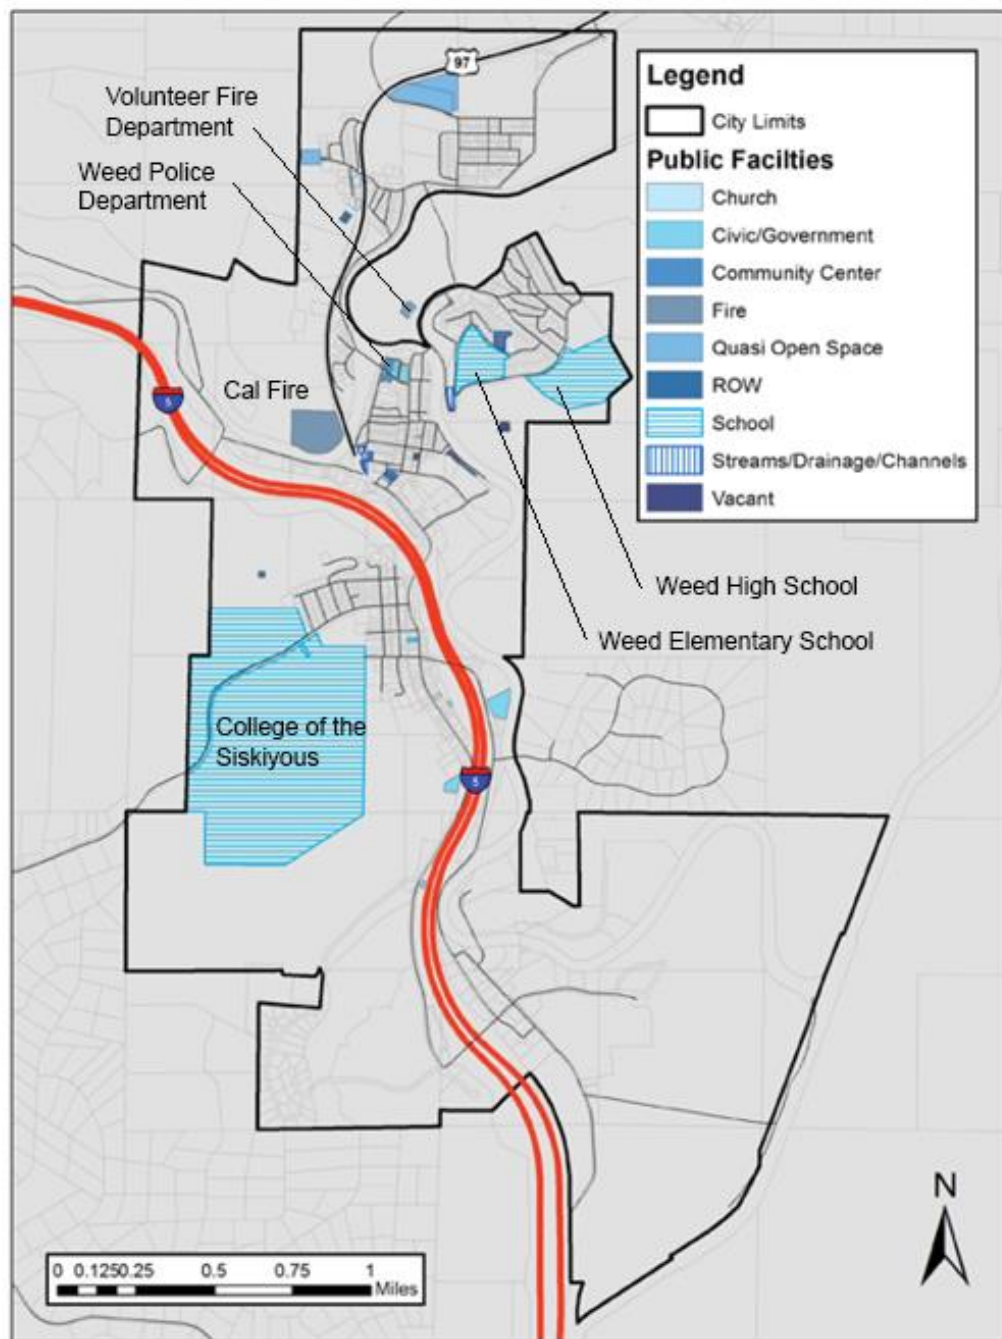 97
Volunteer Fire
Department
Weed Police
Department
Cal Fire
5
Legend
City Limits
Public Facilties
Church
Civic/Government
Community Center
Fire
Quasi Open Space
ROW
School
Streams/Drainage/Channels
Vacant
Weed High School
Weed Elementary School
College of the
Siskiyous
5
N
0 0.125 0.25 0.5 0.75 1
Miles